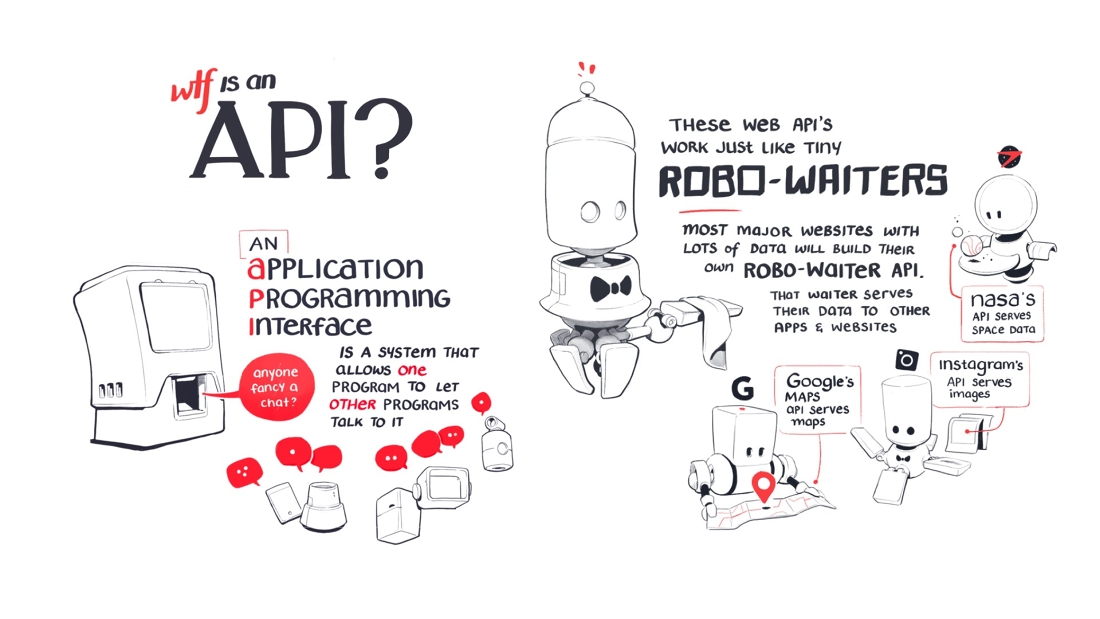 wtf is an
API?
AN
APPLICATION
PROGRAMMING
INTERFACE
IS A SYSTEM THAT
ALLOWS one
PROGRAM TO LET
OTHER PROGRAMS
TALK TO IT
anyone
fancy a
chat?
THESE WEB API'S
WORK JUST LIKE TINY
ROBO-WAITERS
MOST MAJOR WEBSITES WITH
LOTS of DATA WILL BUILD THEIR
OWN ROBO-WAITER API.
THAT WAITER SERVES
THEIR DATA TO OTHER
APPS & WEBSITES
nasa's
API SERVES
SPACE DATA
G
Google's
MAPS
api serves
maps
instagram's
API serves
images